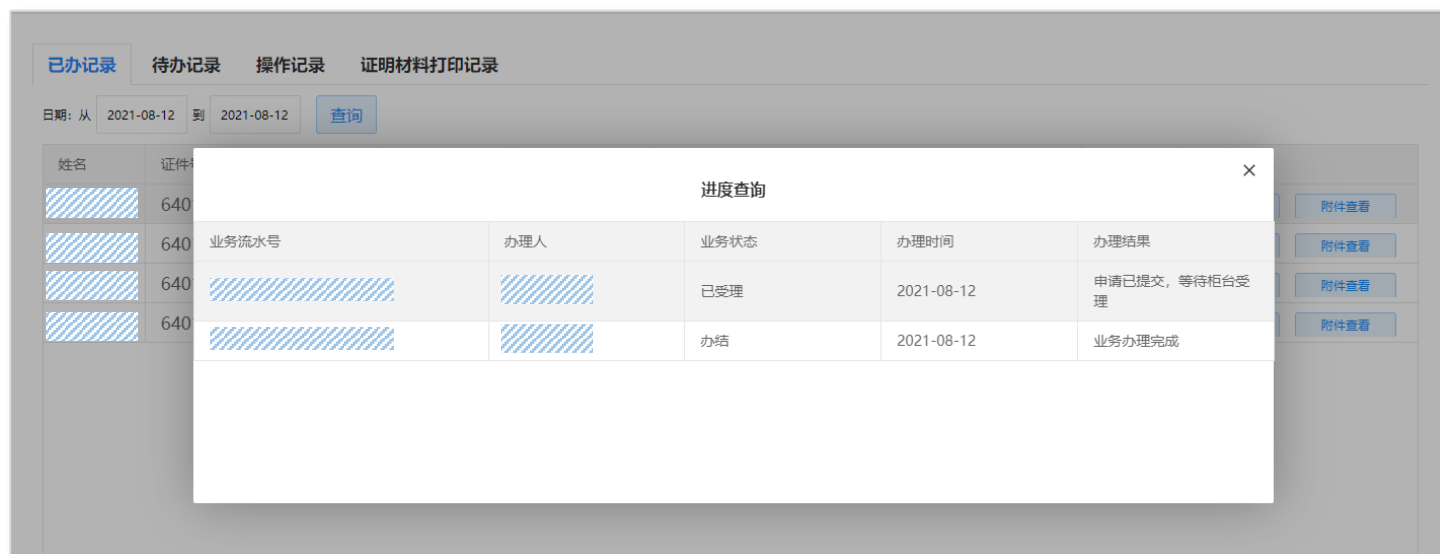 已办记录 待办记录 操作记录 证明材料打印记录
日期: 从 2021-08-12 到 2021-08-12 查询
姓名 证件
进度查询 ×
640 附件查看
业务流水号 办理人 业务状态 办理时间 办理结果
640 附件查看
640 已受理 2021-08-12 申请已提交，等待柜台受
理 附件查看
640 附件查看
办结 2021-08-12 业务办理完成